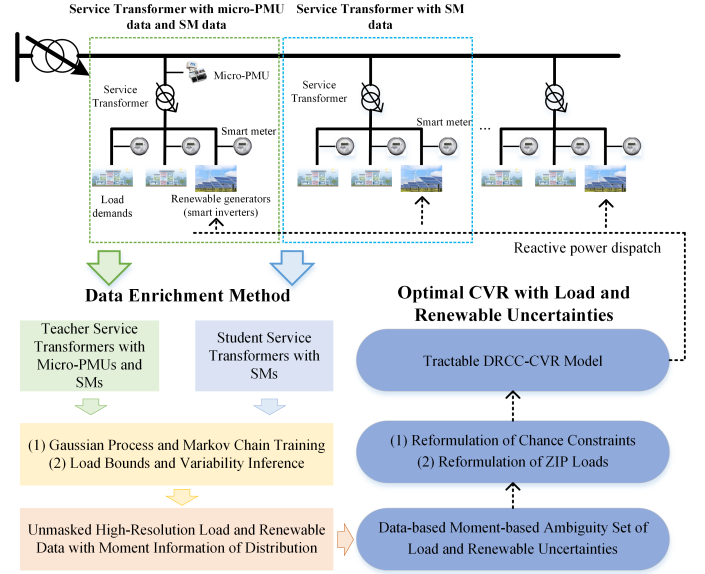 Service Transformer with micro-PMU
data and SM data
Service Transformer with SM
data
Micro-PMU
Service
Transformer
Service
Transformer
Smart meter
Smart meter
...
Load
demands
Renewable generators
(smart inverters)
Reactive power dispatch
Data Enrichment Method
Optimal CVR with Load and
Renewable Uncertainties
Teacher Service
Transformers with
Micro-PMUs and
SMs
Student Service
Transformers with
SMs
Tractable DRCC-CVR Model
(1) Gaussian Process and Markov Chain Training
(2) Load Bounds and Variability Inference
(1) Reformulation of Chance Constraints
(2) Reformulation of ZIP Loads
Unmasked High-Resolution Load and Renewable
Data with Moment Information of Distribution
Data-based Moment-based Ambiguity Set of
Load and Renewable Uncertainties